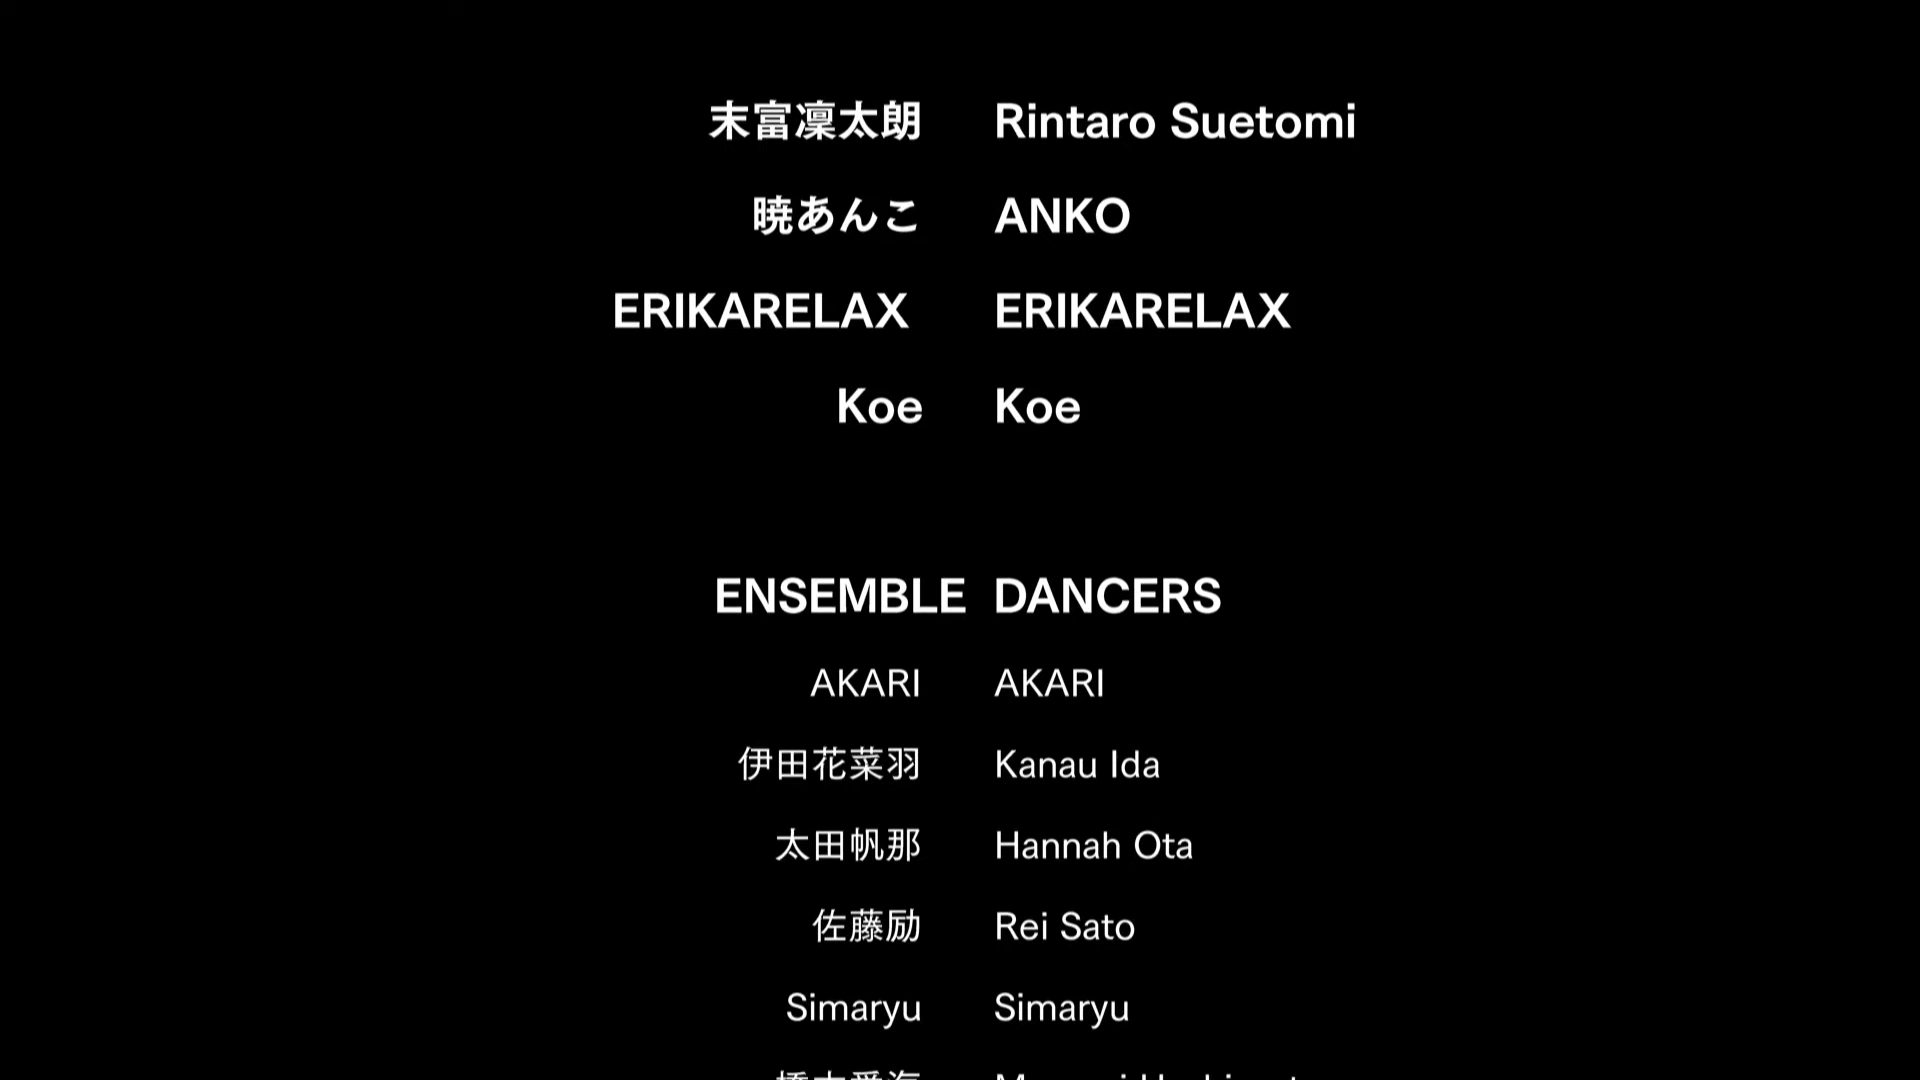 末富凜太朗 Rintaro Suetomi
暁あんこ ANKO
ERIKARELAX ERIKARELAX
Koe Koe
ENSEMBLE DANCERS
AKARI AKARI
伊田花菜羽 Kanau Ida
太田帆那 Hannah Ota
佐藤励 Rei Sato
Simaryu Simaryu